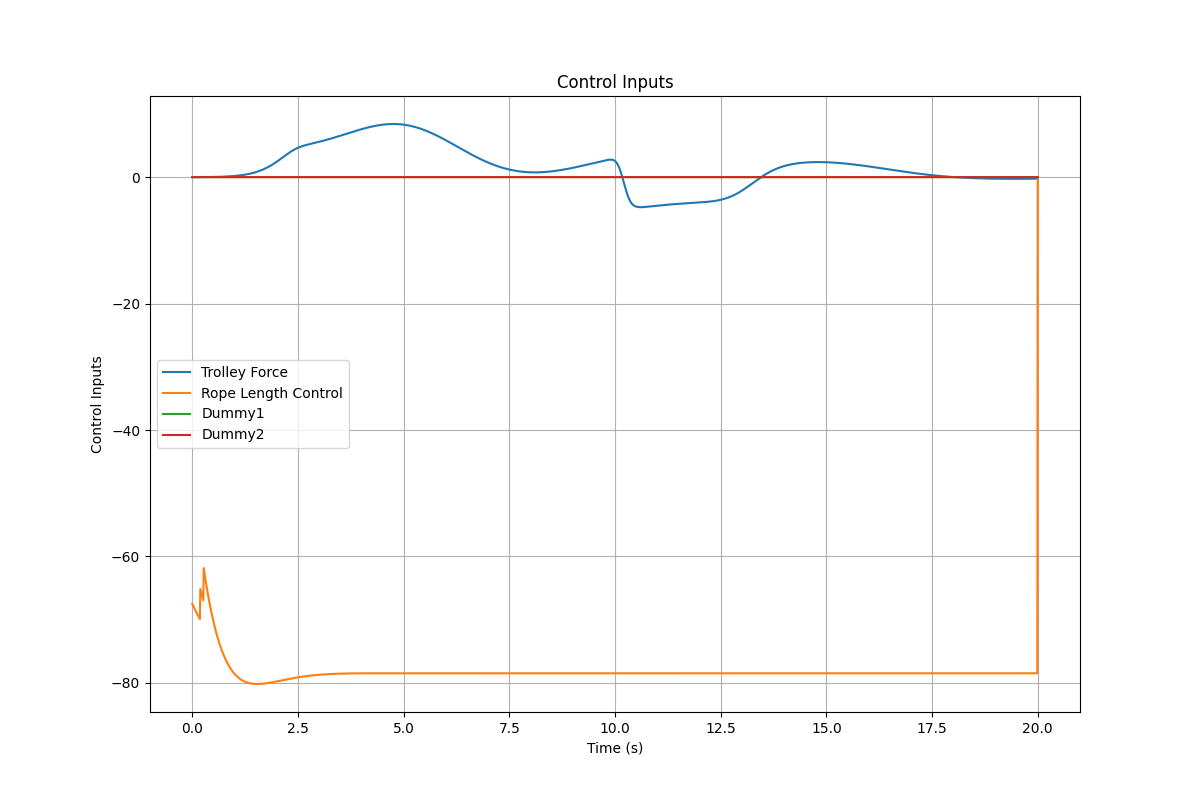 Control Inputs
0
−20
−40
−60
−80
Control Inputs
Trolley Force
Rope Length Control
Dummy1
Dummy2
0.0 2.5 5.0 7.5 10.0 12.5 15.0 17.5 20.0
Time (s)